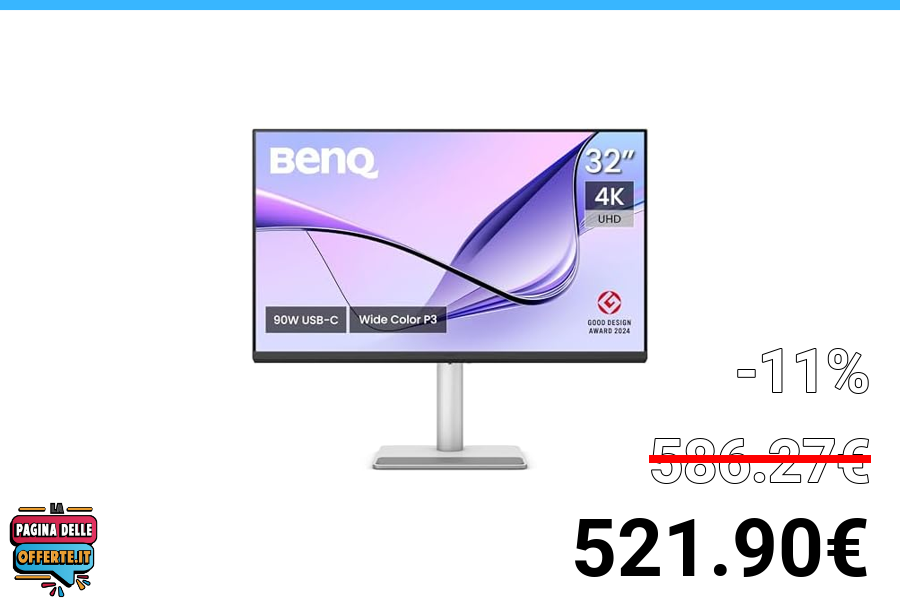 BenQ
32”
4K
UHD
90W USB-C
Wide Color P3
GOOD DESIGN
AWARD 2024
-11%
586.27€
521.90€
LA
PAGINA DELLE
OFFERTE.IT